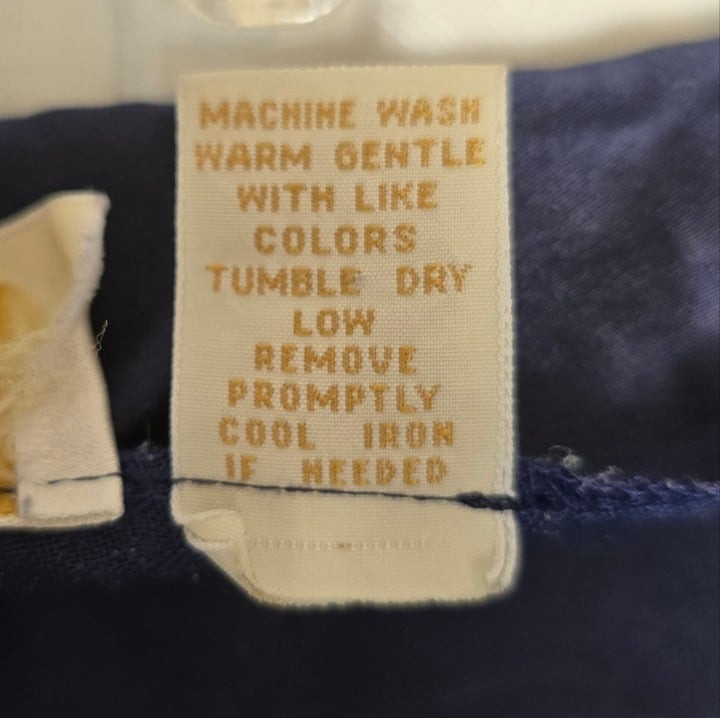 MACHINE WASH
WARM GENTLE
WITH LIKE
COLORS
TUMBLE DRY
LOW
REMOVE
PROMPTLY
COOL IRON
IF NEEDED